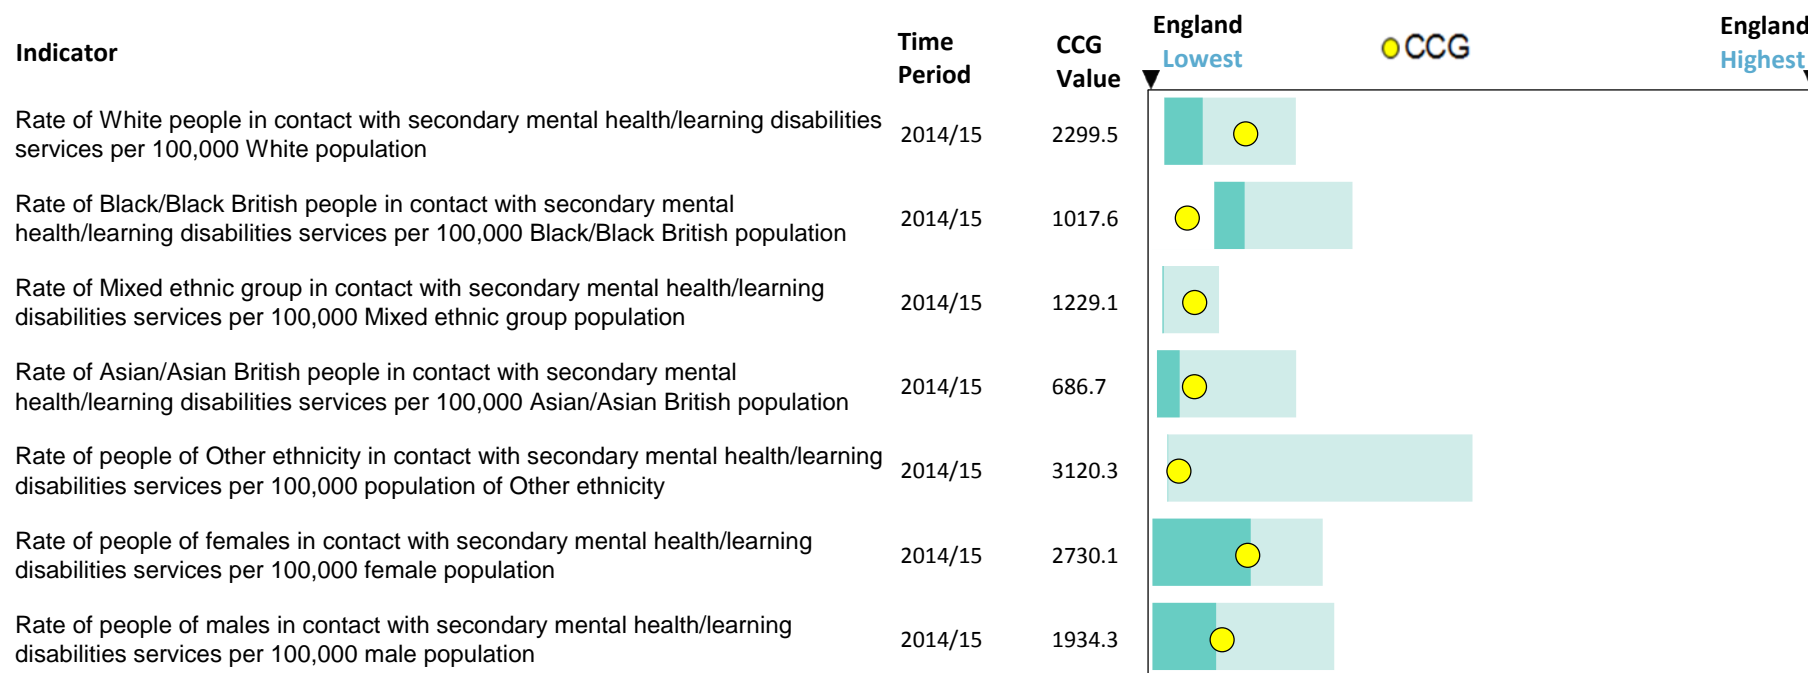 Indicator
Time
Period
CCG
Value
England
Lowest
CCG
England
Highest
Rate of White people in contact with secondary mental health/learning disabilities
services per 100,000 White population
2014/15
2299.5
Rate of Black/Black British people in contact with secondary mental
health/learning disabilities services per 100,000 Black/Black British population
2014/15
1017.6
Rate of Mixed ethnic group in contact with secondary mental health/learning
disabilities services per 100,000 Mixed ethnic group population
2014/15
1229.1
Rate of Asian/Asian British people in contact with secondary mental
health/learning disabilities services per 100,000 Asian/Asian British population
2014/15
686.7
Rate of people of Other ethnicity in contact with secondary mental health/learning
disabilities services per 100,000 population of Other ethnicity
2014/15
3120.3
Rate of people of females in contact with secondary mental health/learning
disabilities services per 100,000 female population
2014/15
2730.1
Rate of people of males in contact with secondary mental health/learning
disabilities services per 100,000 male population
2014/15
1934.3